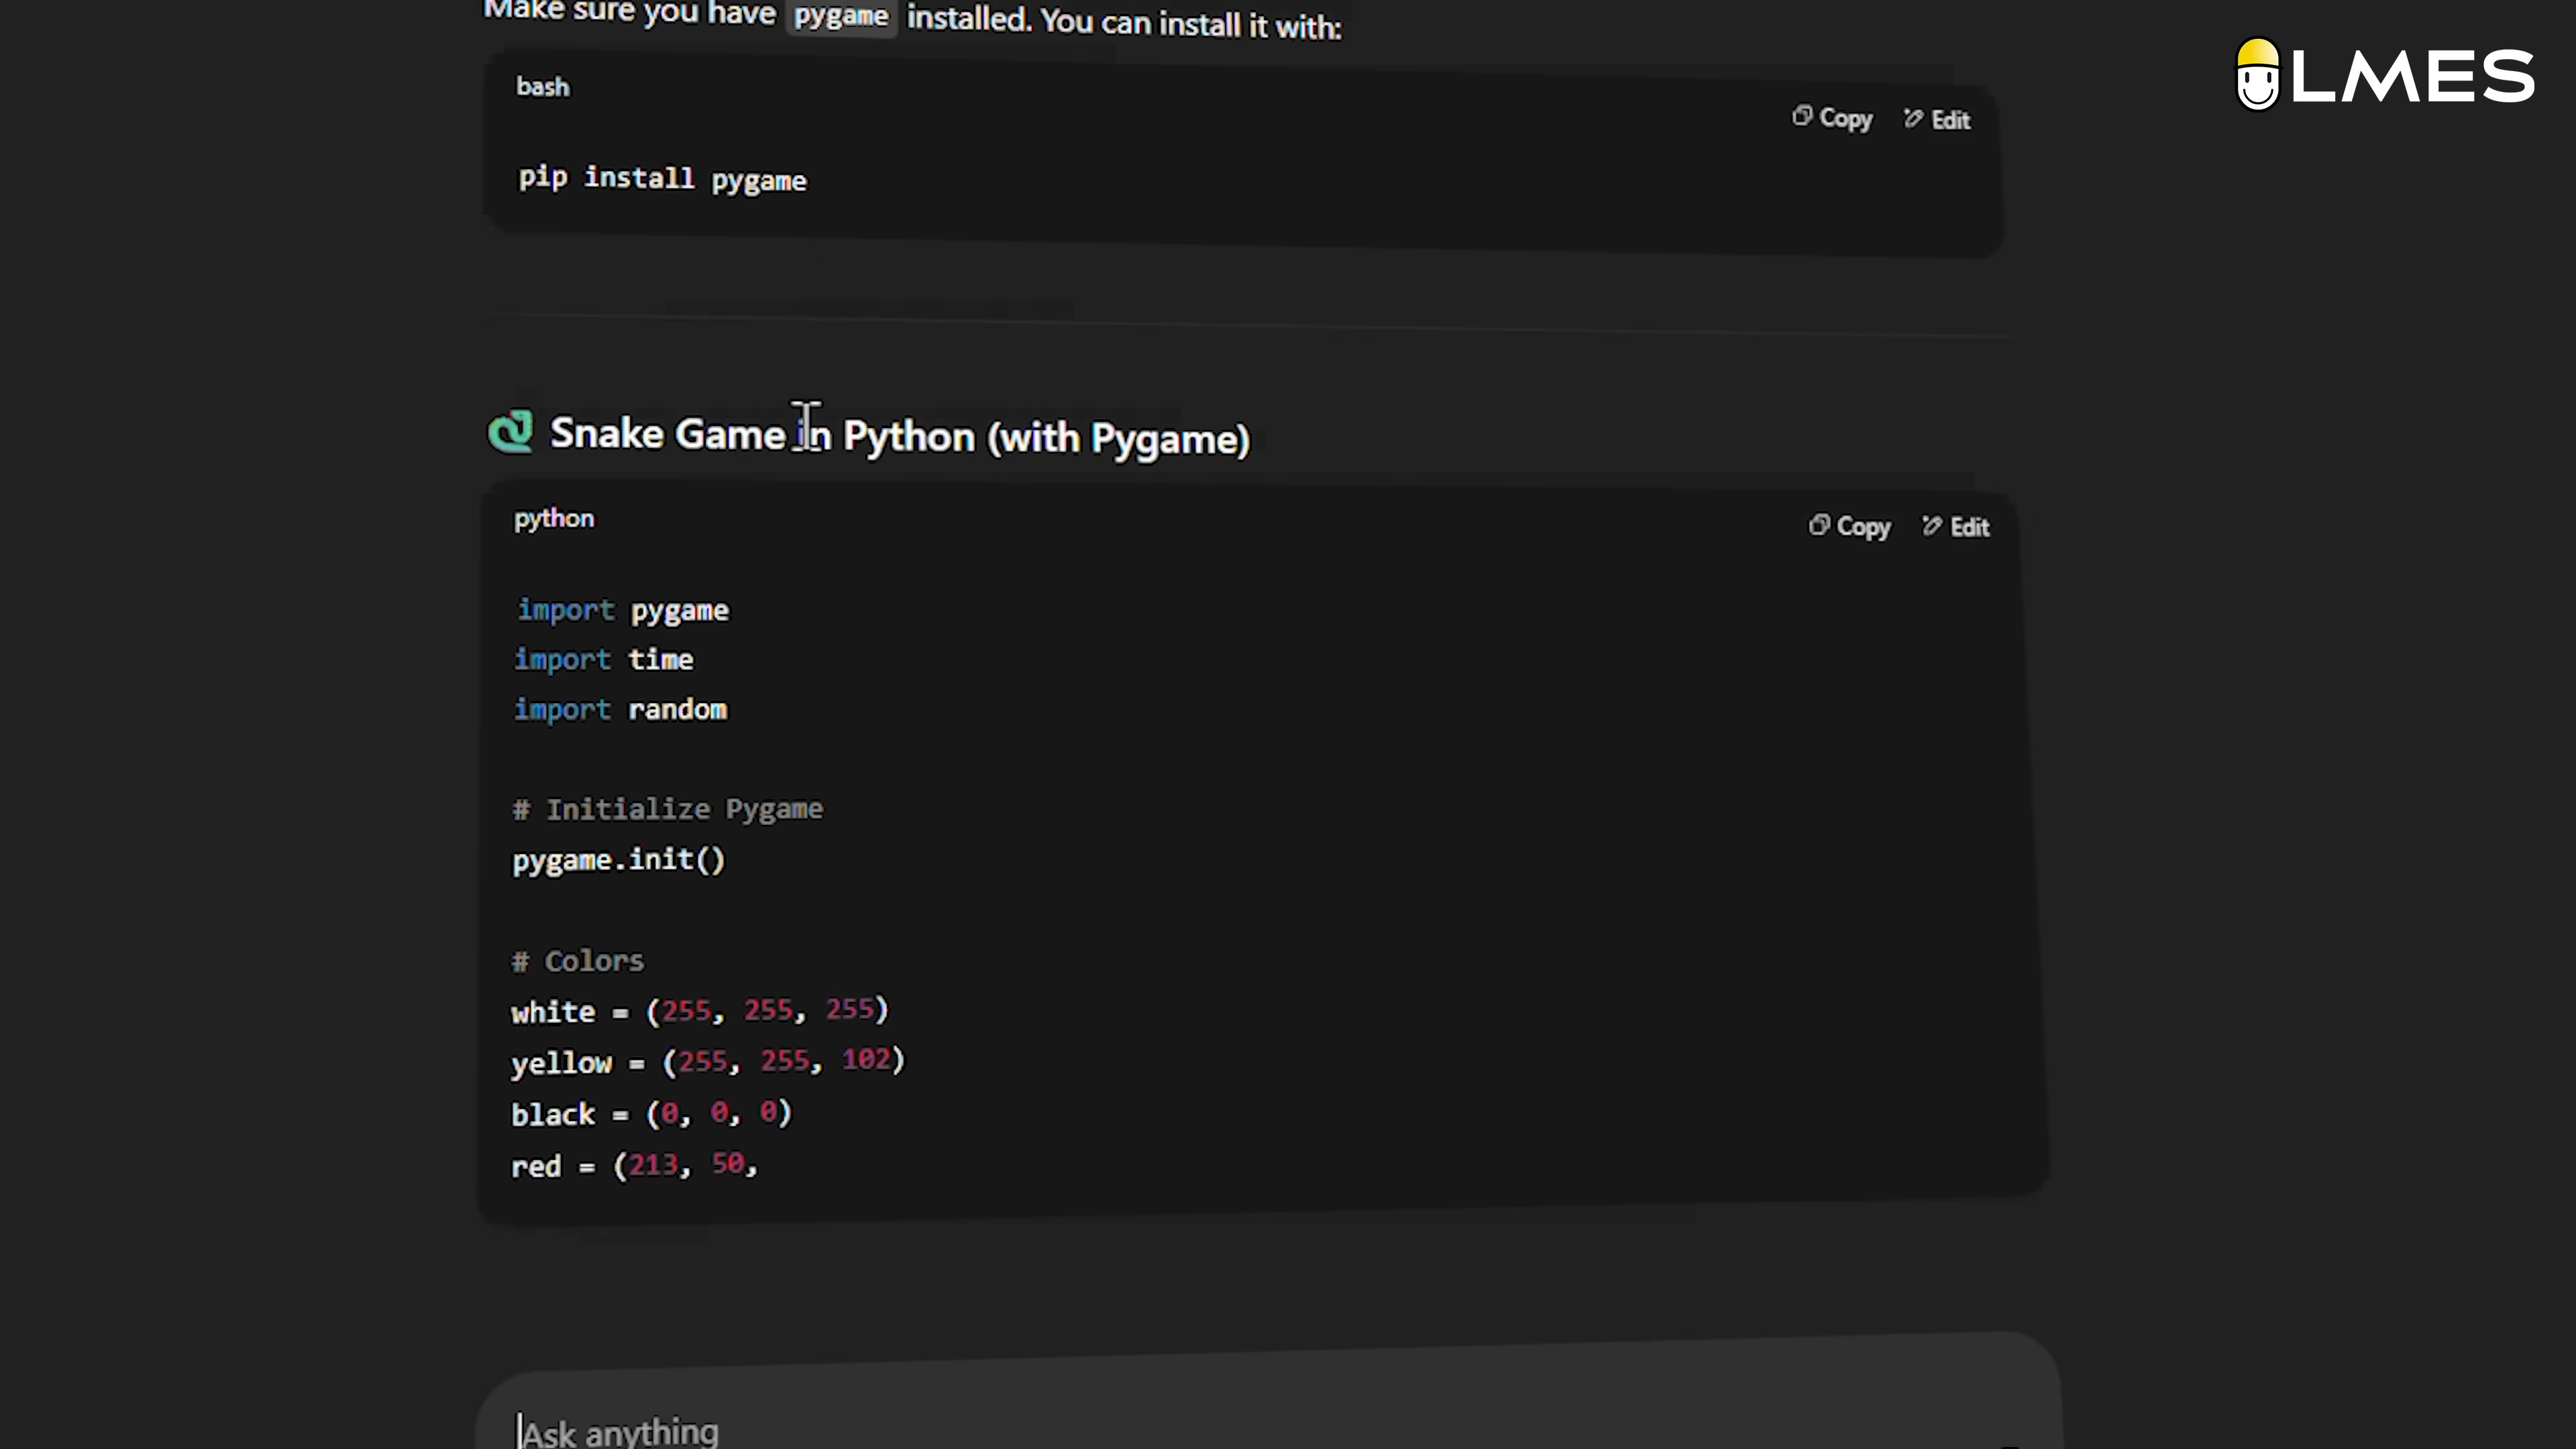 Make sure you have pygame installed. You can install it with:
LMES
bash
Copy Edit
pip install pygame
Snake Game in Python (with Pygame)
python
Copy Edit
import pygame
import time
import random
# Initialize Pygame
pygame.init()
# Colors
white = (255, 255, 255)
yellow = (255, 255, 102)
black = (0, 0, 0)
red = (213, 50,
Ask anything